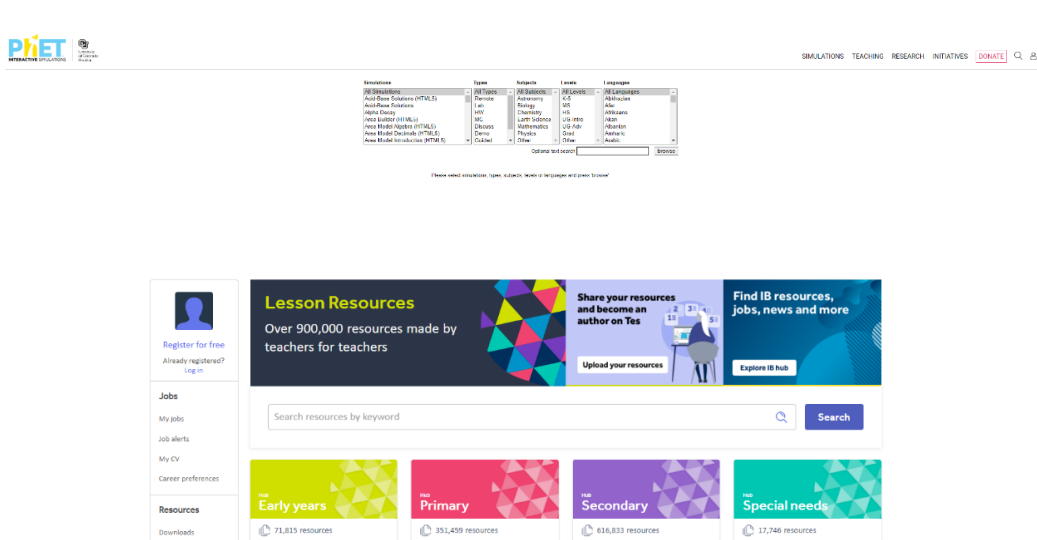 PhET
INTERACTIVE SIMULATIONS
University
of Colorado
Boulder
SIMULATIONS TEACHING RESEARCH INITIATIVES DONATE
Simulations Types Subjects Levels Languages
All Simulations All Types All Subjects All Levels All Languages
Acid-Base Solutions (HTML5) Remote Astronomy K-5 Abkhazian
Acid-Base Solutions Lab Biology MS Afar
Alpha Decay HW Chemistry HS Afrikaans
Area Builder (HTML5) MC Earth Science UG-Intro Akan
Area Model Algebra (HTML5) Discuss Mathematics UG-Adv Albanian
Area Model Decimals (HTML5) Demo Physics Grad Amharic
Area Model Introduction (HTML5) Guided Other Other Arabic
Optional text search browse
Please select simulations, types, subjects, levels or languages and press 'browse'
Register for free
Already registered?
Log in
Jobs
My jobs
Job alerts
My CV
Career preferences
Resources
Downloads
Lesson Resources
Over 900,000 resources made by
teachers for teachers
Share your resources
and become an
author on Tes
Upload your resources
Find IB resources,
jobs, news and more
Explore IB hub
Search resources by keyword
Search
HUB
Early years
71,815 resources
HUB
Primary
351,459 resources
HUB
Secondary
616,833 resources
HUB
Special needs
17,746 resources